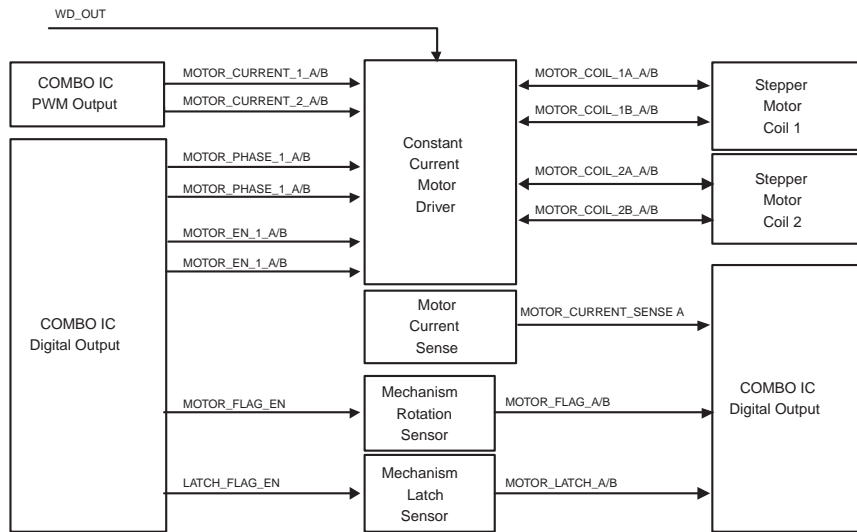 WD_OUT
COMBO IC
PWM Output
MOTOR_CURRENT_1_A/B
MOTOR_CURRENT_2_A/B
COMBO IC
Digital Output
MOTOR_PHASE_1_A/B
MOTOR_PHASE_1_A/B
MOTOR_EN_1_A/B
MOTOR_EN_1_A/B
MOTOR_FLAG_EN
LATCH_FLAG_EN
Constant
Current
Motor
Driver
Motor
Current
Sense
Mechanism
Rotation
Sensor
Mechanism
Latch
Sensor
MOTOR_COIL_1A_A/B
MOTOR_COIL_1B_A/B
MOTOR_COIL_2A_A/B
MOTOR_COIL_2B_A/B
MOTOR_CURRENT_SENSE A
MOTOR_FLAG_A/B
MOTOR_LATCH_A/B
Stepper
Motor
Coil 1
Stepper
Motor
Coil 2
COMBO IC
Digital Output